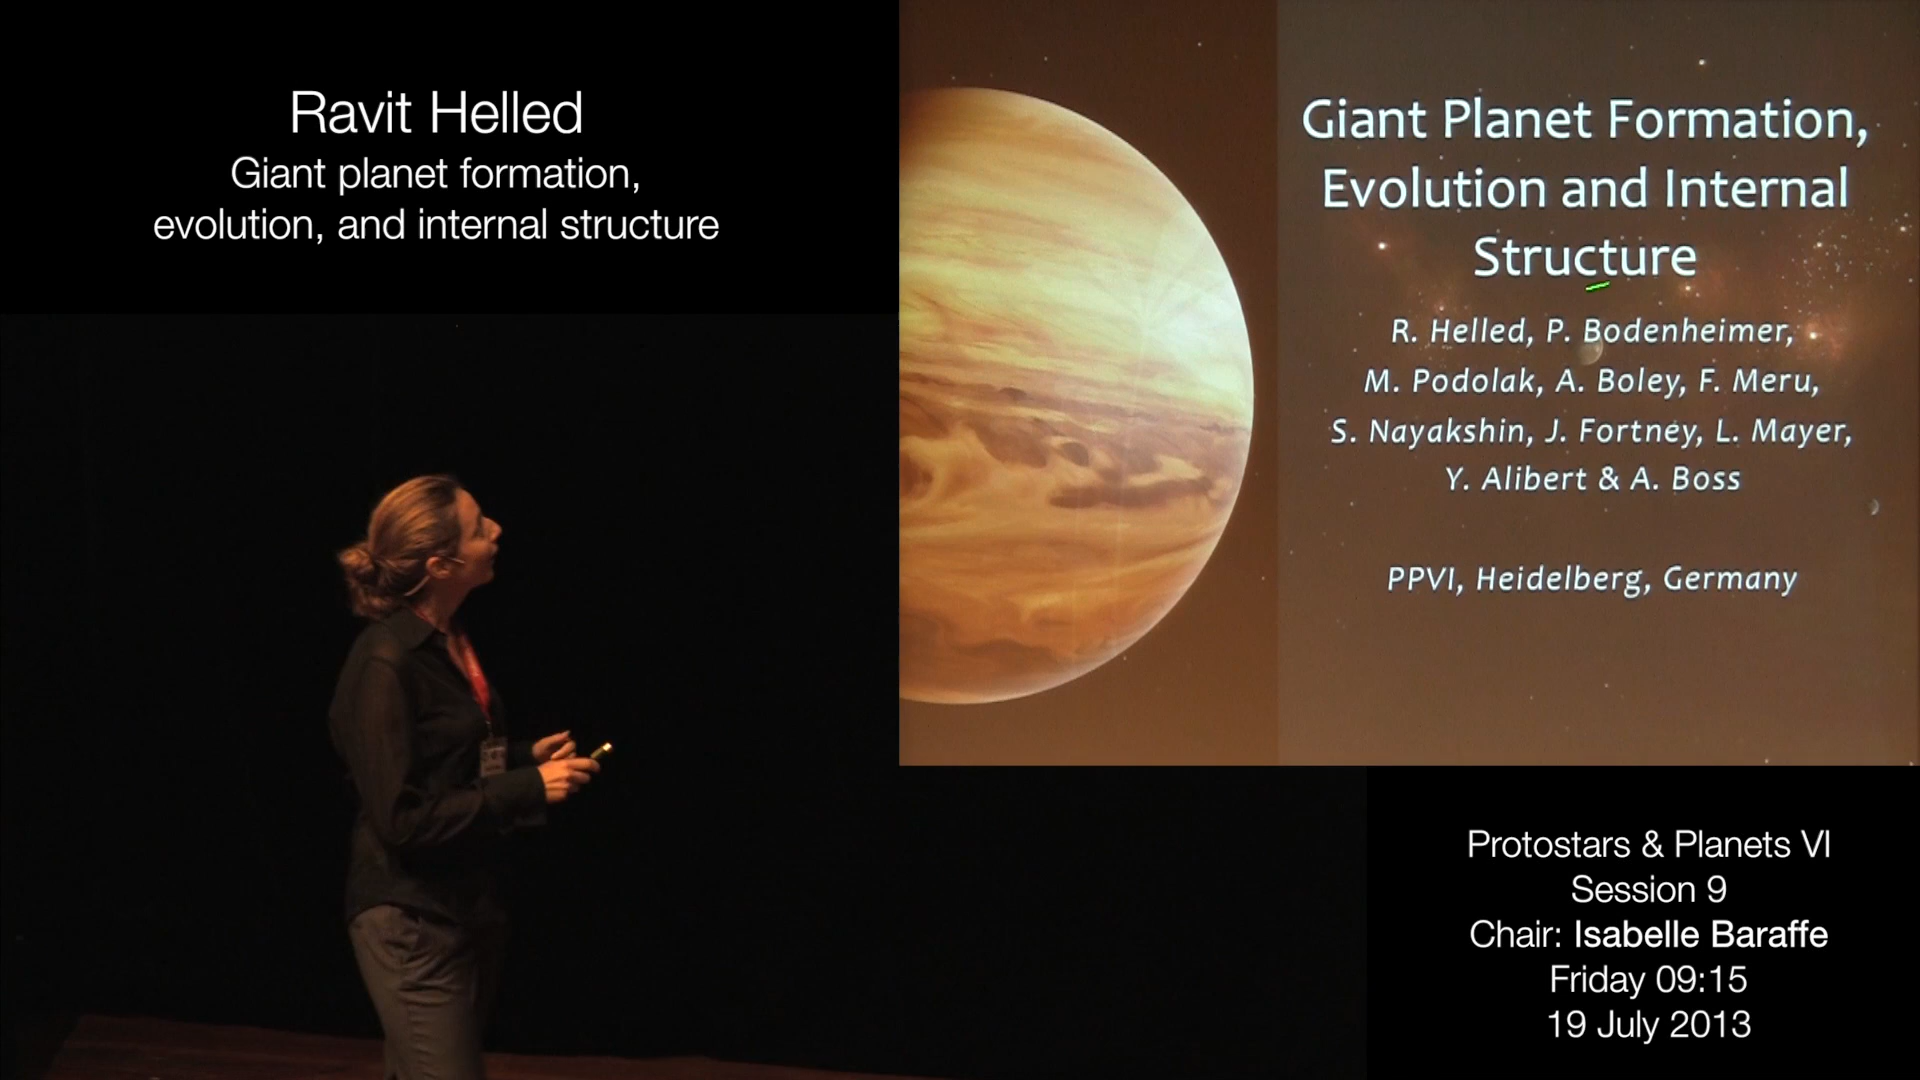 Ravit Helled
Giant planet formation,
evolution, and internal structure
Giant Planet Formation,
Evolution and Internal
Structure
R. Helled, P. Bodenheimer,
M. Podolak, A. Boley, F. Meru,
S. Nayakshin, J. Fortney, L. Mayer,
Y. Alibert & A. Boss
PPVI, Heidelberg, Germany
Protostars & Planets VI
Session 9
Chair: Isabelle Baraffe
Friday 09:15
19 July 2013